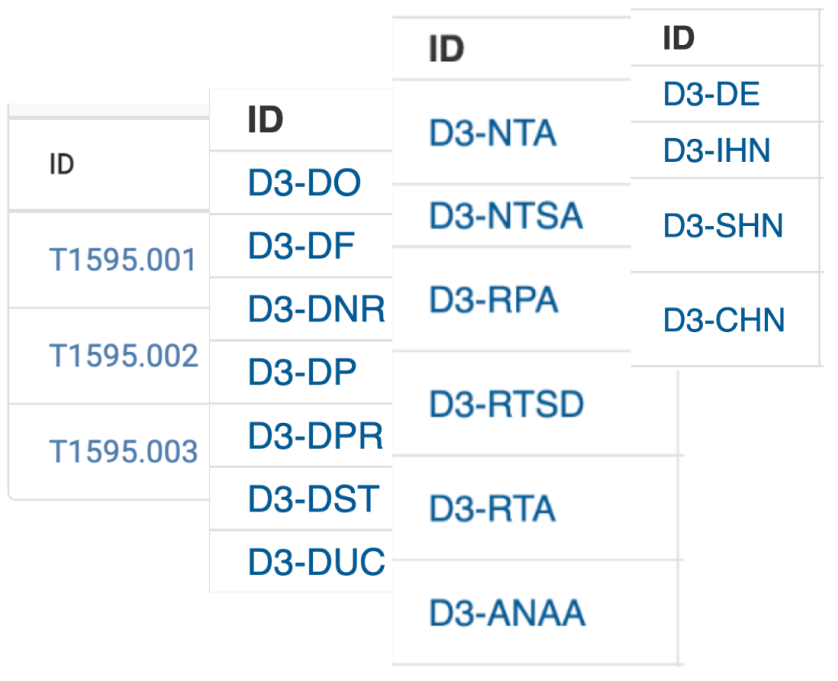 ID
T1595.001
T1595.002
T1595.003
ID
D3-DO
D3-DF
D3-DNR
D3-DP
D3-DPR
D3-DST
D3-DUC
ID
D3-NTA
D3-NTSA
D3-RPA
D3-RTSD
D3-RTA
D3-ANAA
ID
D3-DE
D3-IHN
D3-SHN
D3-CHN